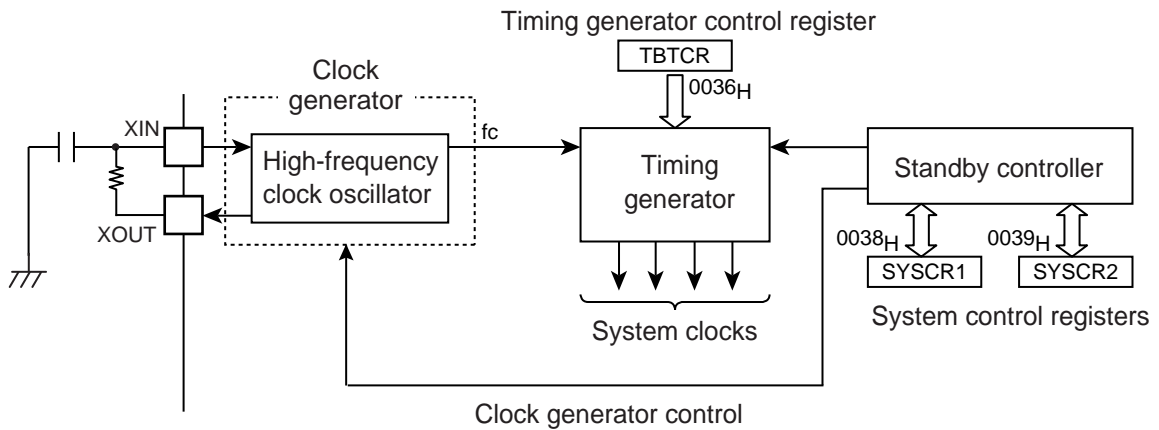 Timing generator control register
TBTCR
0036H
Clock
generator
XIN
fc
High-frequency
clock oscillator
XOUT
Timing
generator
Standby controller
0038H
0039H
SYSCR1
SYSCR2
System clocks
System control registers
Clock generator control